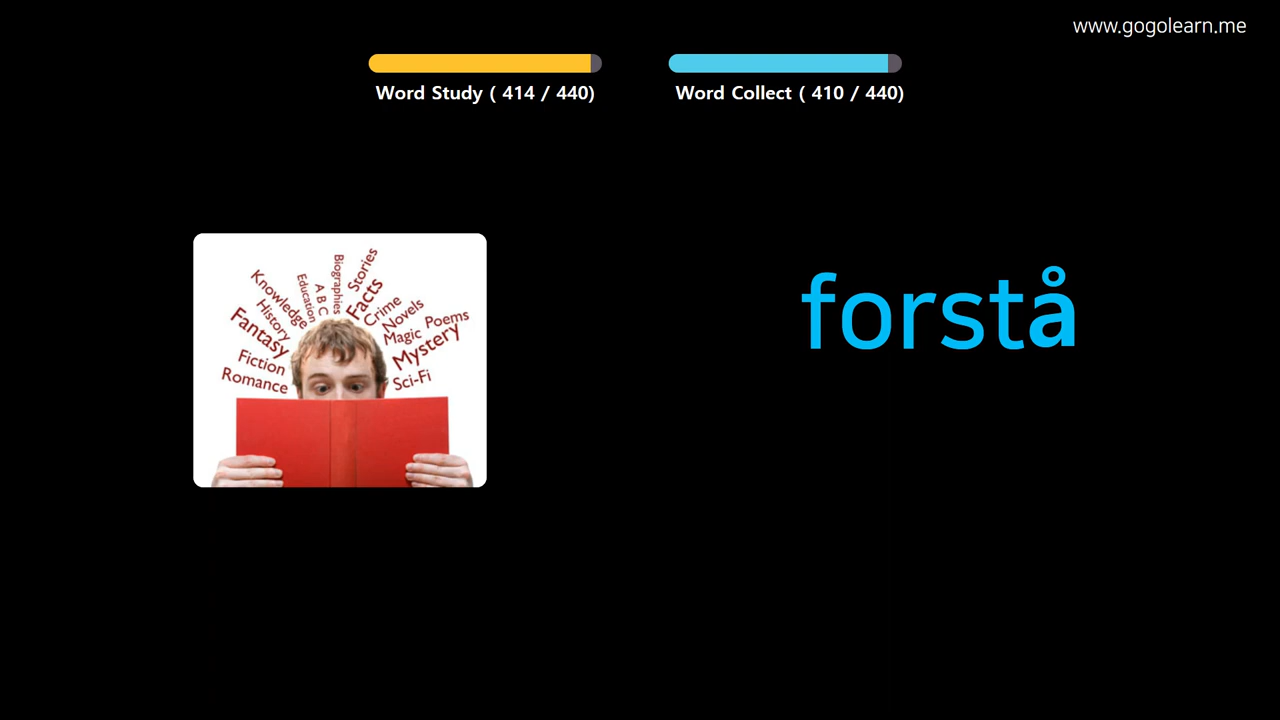 www.gogolearn.me
Word Study ( 414 / 440)
Word Collect ( 410 / 440)
forstå
Knowledge
History
Fantasy
Fiction
Romance
Education
A B C
Biographies
Stories
Facts
Crime
Novels
Magic
Poems
Mystery
Sci-Fi